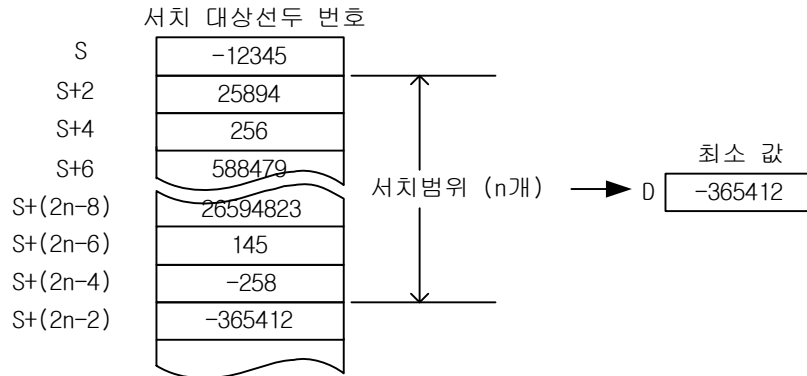 서치 대상선두 번호
S -12345
S+2 25894
S+4 256
S+6 588479
S+(2n-8) 26594823
S+(2n-6) 145
S+(2n-4) -258
S+(2n-2) -365412
서치범위 (n개)
최소 값
D -365412